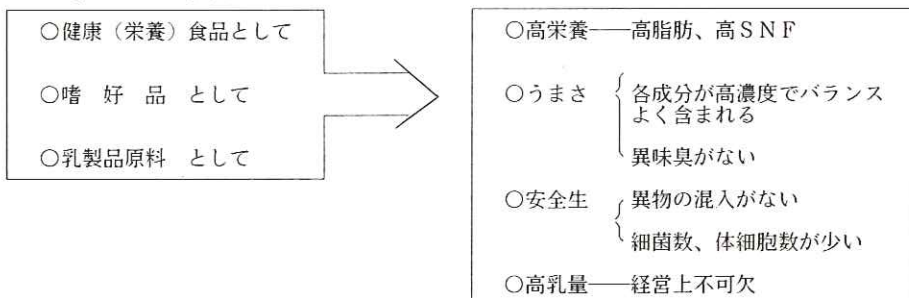 ○健康（栄養）食品として
○嗜好品 として
○乳製品原料 として
○高栄養――高脂肪、高ＳＮＦ
○うまさ 各成分が高濃度でバランス
よく含まれる
異味臭がない
○安全生 異物の混入がない
細菌数、体細胞数が少い
○高乳量――経営上不可欠